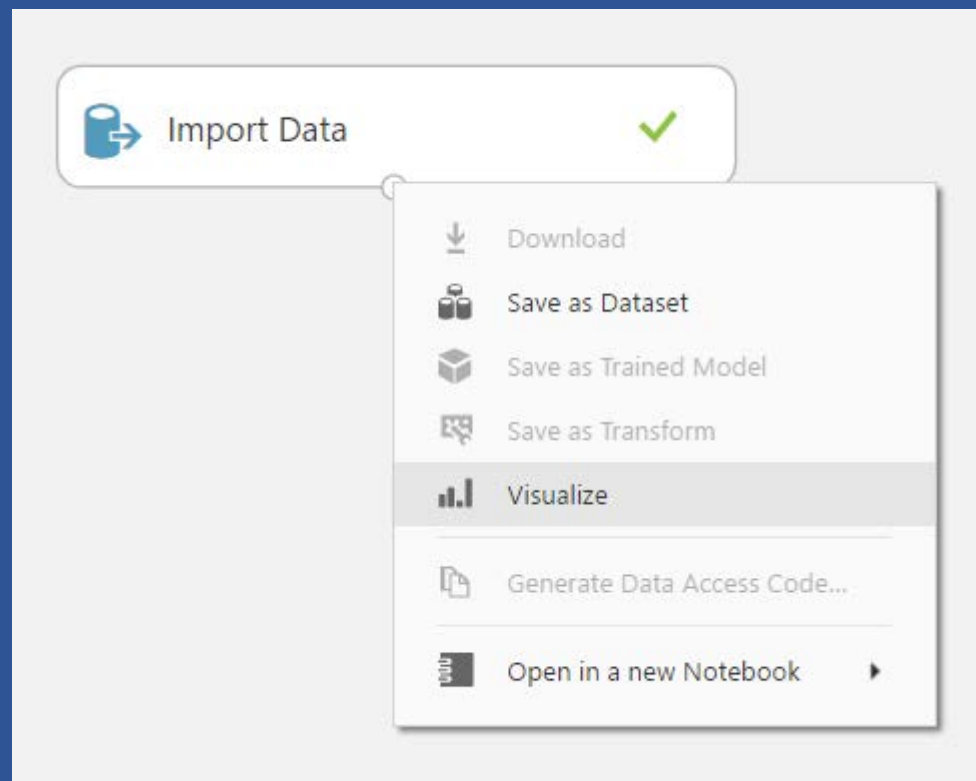 Import Data
Download
Save as Dataset
Save as Trained Model
Save as Transform
Visualize
Generate Data Access Code...
Open in a new Notebook